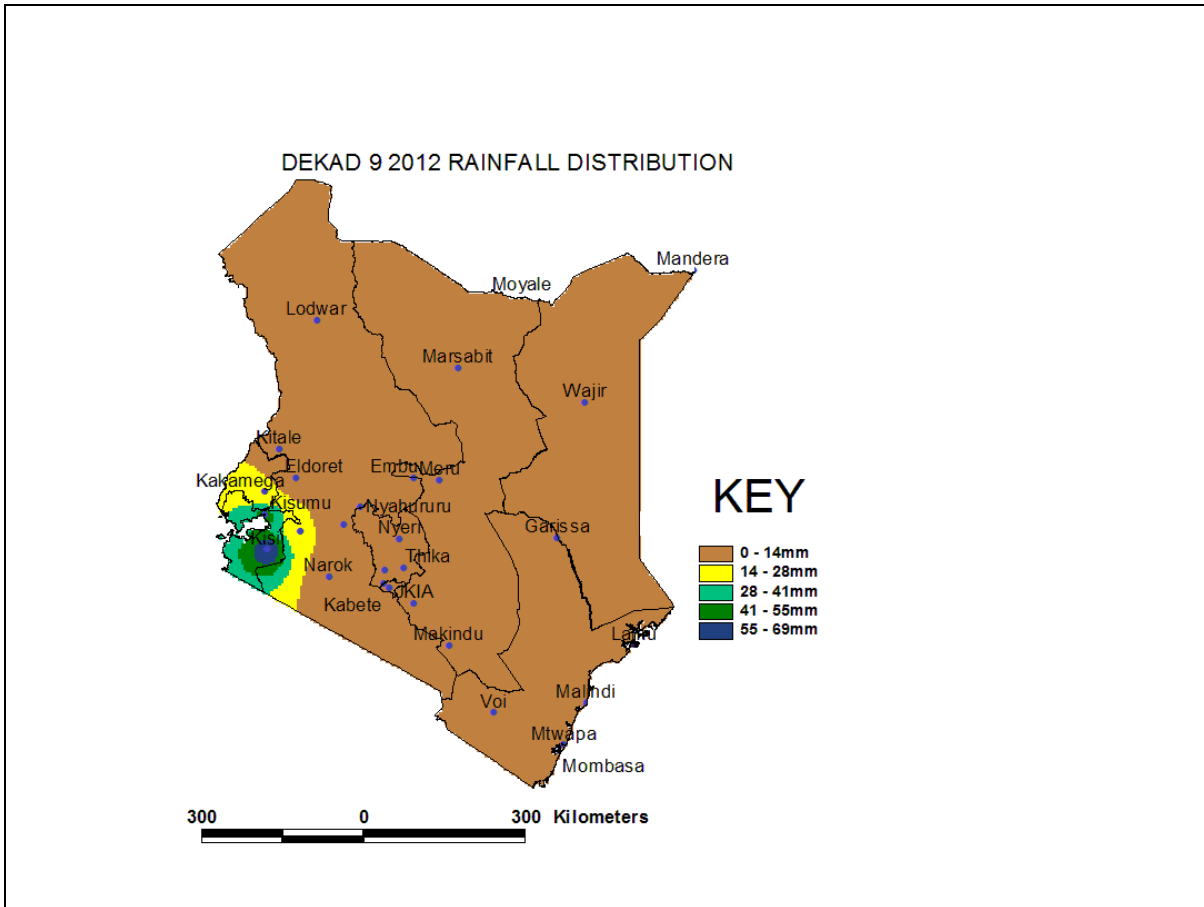 DEKAD 9 2012 RAINFALL DISTRIBUTION
Mandera
Moyale
Lodwar
Marsabit
Wajir
Kitale
Eldoret
Embu
Meru
Kakamega
Kisumu
Nyahururu
KEY
Nyeri
Garissa
Kisii
0 - 14mm
Thika
Narok
14 - 28mm
Kabete
JKIA
28 - 41mm
41 - 55mm
Makindu
Lamu
55 - 69mm
Malindi
Voi
Mtwapa
Mombasa
300 0 300 Kilometers